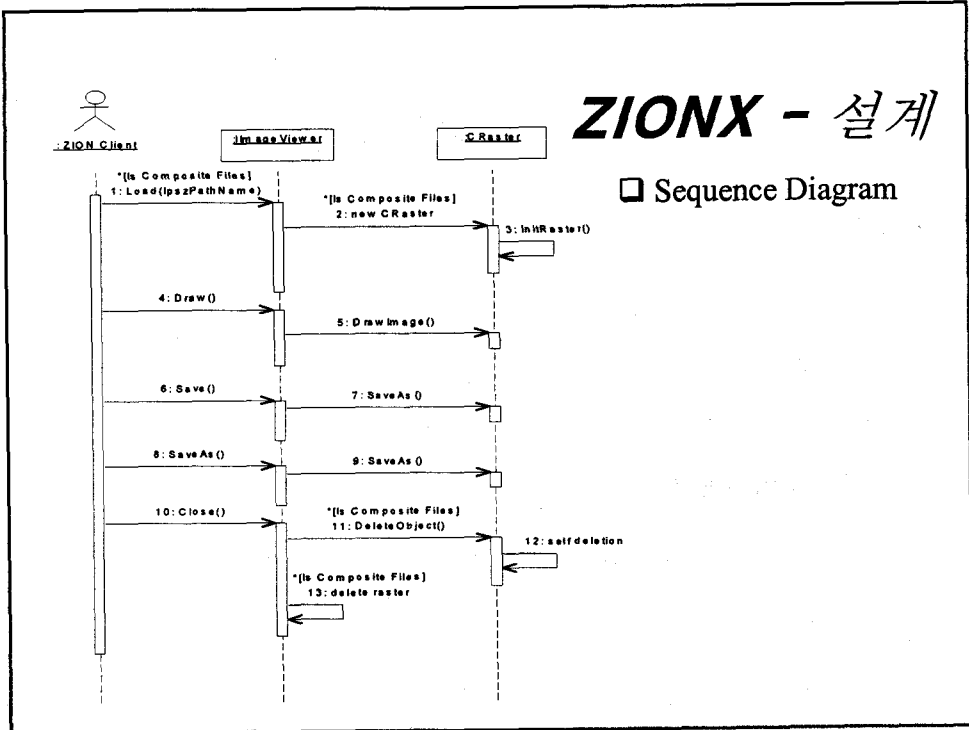 ZIONX - 설계
❑ Sequence Diagram
: ZION Client
:ImageViewer
:CRaster
*[Is Composite Files]
1: Load(lpszPathName)
*[Is Composite Files]
2: new CRaster
3: InitRaster()
4: Draw()
5: DrawImage()
6: Save()
7: SaveAs()
8: SaveAs()
9: SaveAs()
10: Close()
*[Is Composite Files]
11: DeleteObject()
12: self deletion
*[Is Composite Files]
13: delete raster